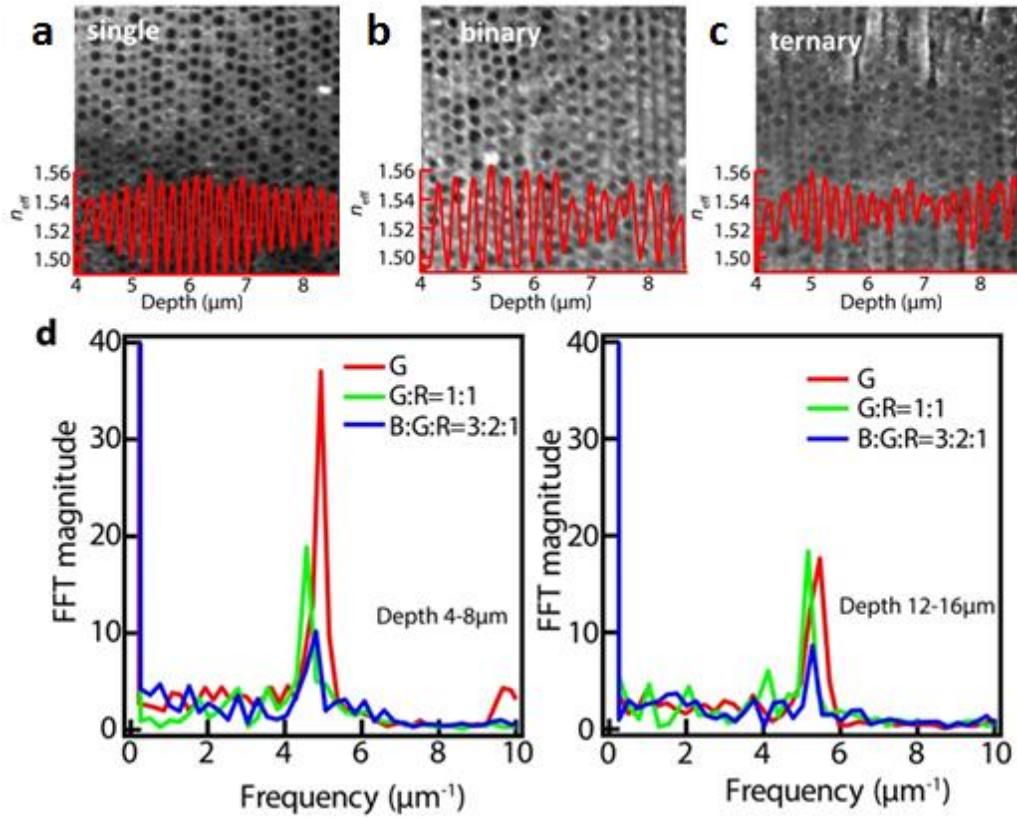 a single
1.56
1.54
1.52
1.50
n_eff
4 5 6 7 8
Depth (μm)
b binary
1.56
1.54
1.52
1.50
n_eff
4 5 6 7 8
Depth (μm)
c ternary
1.56
1.54
1.52
1.50
n_eff
4 5 6 7 8
Depth (μm)
d
40
30
20
10
0
FFT magnitude
G
G:R=1:1
B:G:R=3:2:1
Depth 4-8μm
0 2 4 6 8 10
Frequency (μm⁻¹)
40
30
20
10
0
FFT magnitude
G
G:R=1:1
B:G:R=3:2:1
Depth 12-16μm
0 2 4 6 8 10
Frequency (μm⁻¹)